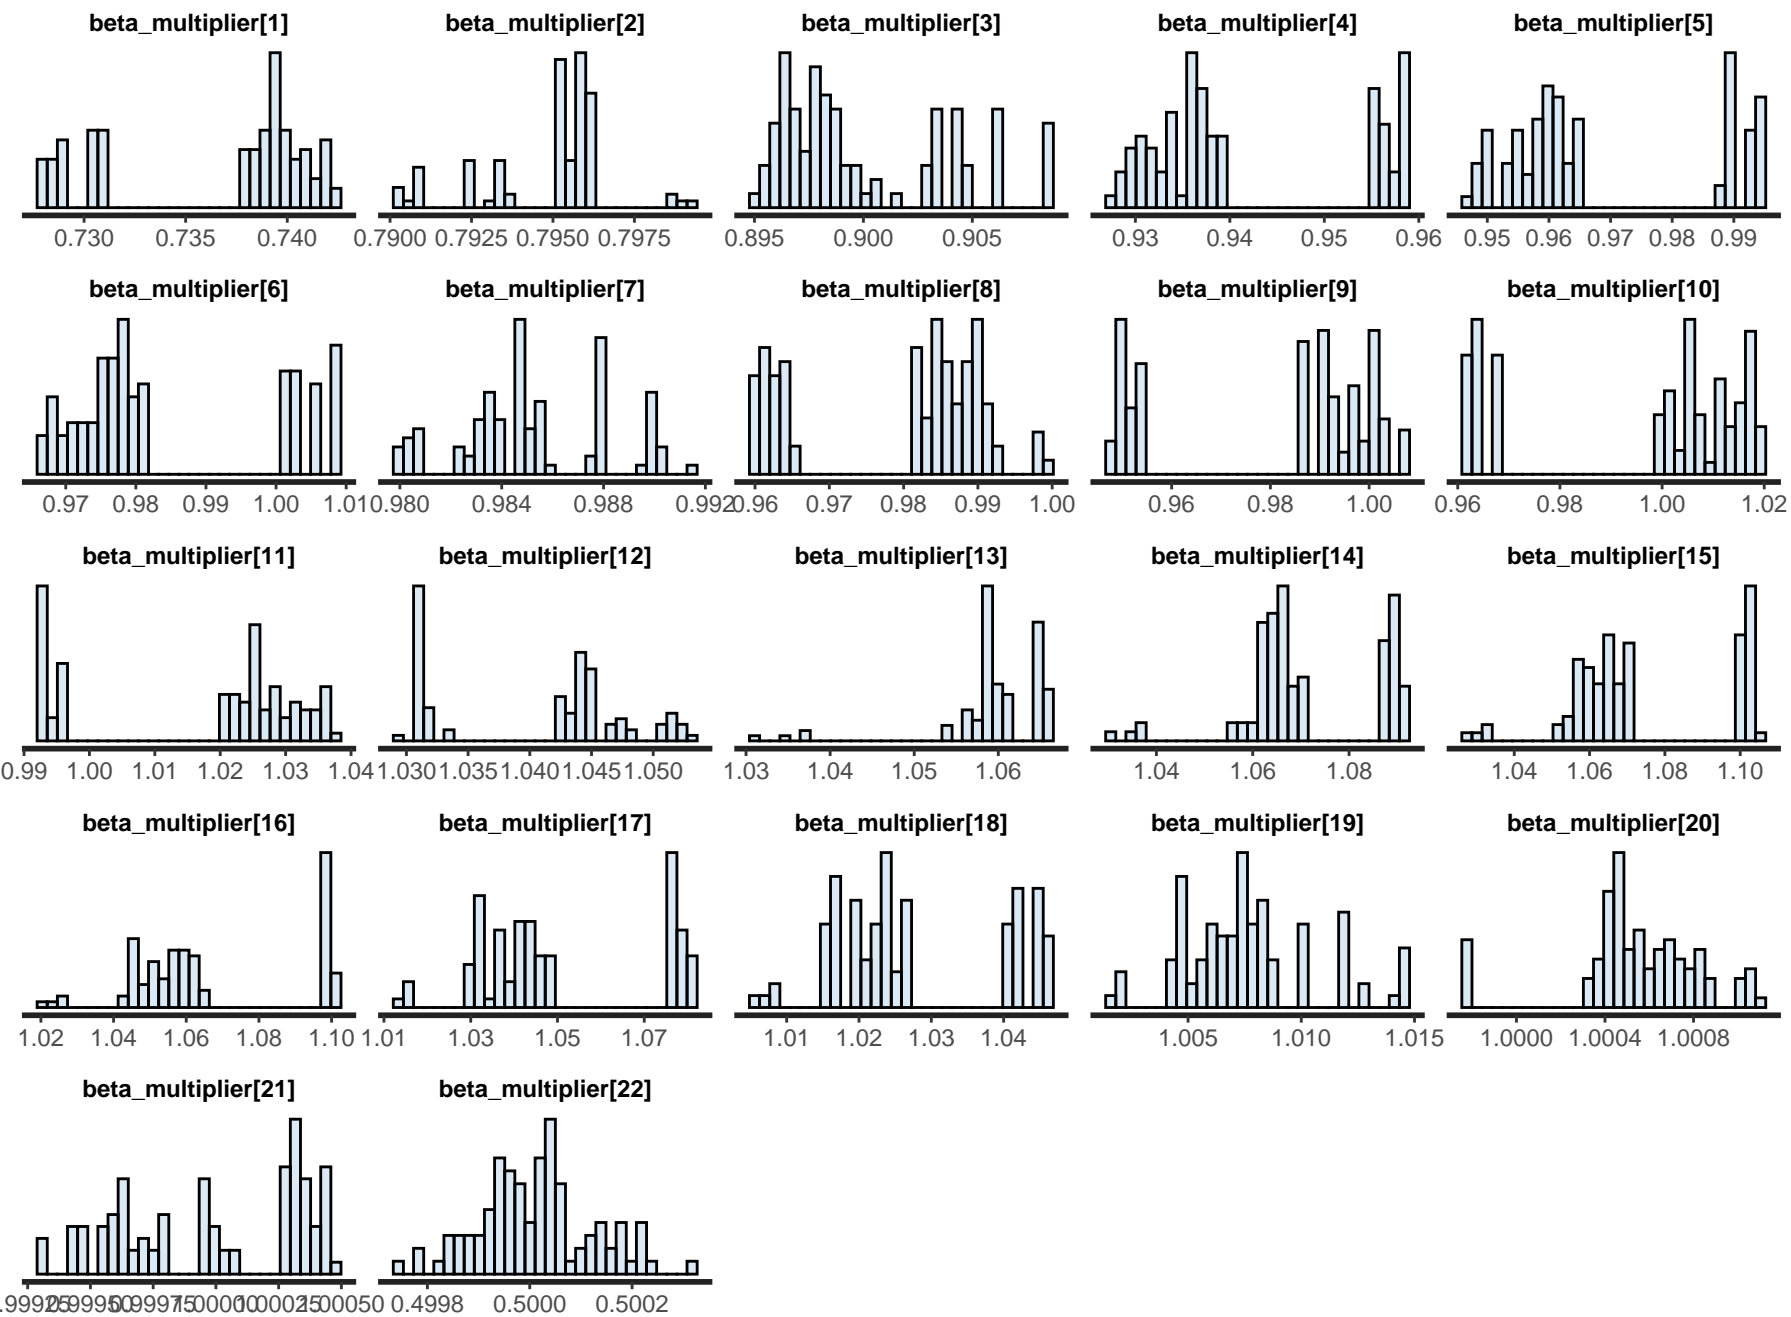 beta_multiplier[1] beta_multiplier[2] beta_multiplier[3] beta_multiplier[4] beta_multiplier[5]
0.730 0.735 0.740 0.7900 0.7925 0.7950 0.7975 0.895 0.900 0.905 0.93 0.94 0.95 0.96 0.95 0.96 0.97 0.98 0.99
beta_multiplier[6] beta_multiplier[7] beta_multiplier[8] beta_multiplier[9] beta_multiplier[10]
0.97 0.98 0.99 1.00 1.01 0.980 0.984 0.988 0.992 0.96 0.97 0.98 0.99 1.00 0.96 0.98 1.00 0.96 0.98 1.00 1.02
beta_multiplier[11] beta_multiplier[12] beta_multiplier[13] beta_multiplier[14] beta_multiplier[15]
0.99 1.00 1.01 1.02 1.03 1.04 1.030 1.035 1.040 1.045 1.050 1.03 1.04 1.05 1.06 1.04 1.06 1.08 1.04 1.06 1.08 1.10
beta_multiplier[16] beta_multiplier[17] beta_multiplier[18] beta_multiplier[19] beta_multiplier[20]
1.02 1.04 1.06 1.08 1.10 1.01 1.03 1.05 1.07 1.01 1.02 1.03 1.04 1.005 1.010 1.015 1.0000 1.0004 1.0008
beta_multiplier[21] beta_multiplier[22]
.99925 0.99950 0.99975 1.00000 1.00025 1.00050 0.4998 0.5000 0.5002